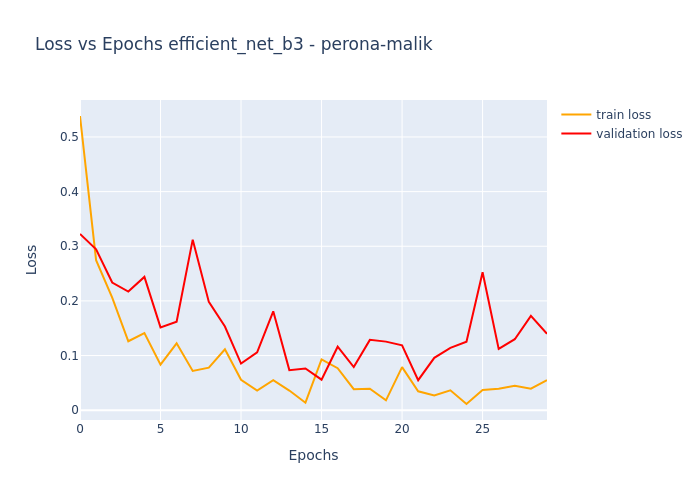 Loss vs Epochs efficient_net_b3 - perona-malik
train loss
validation loss
0.5
0.4
0.3
0.2
0.1
0
Loss
0 5 10 15 20 25
Epochs